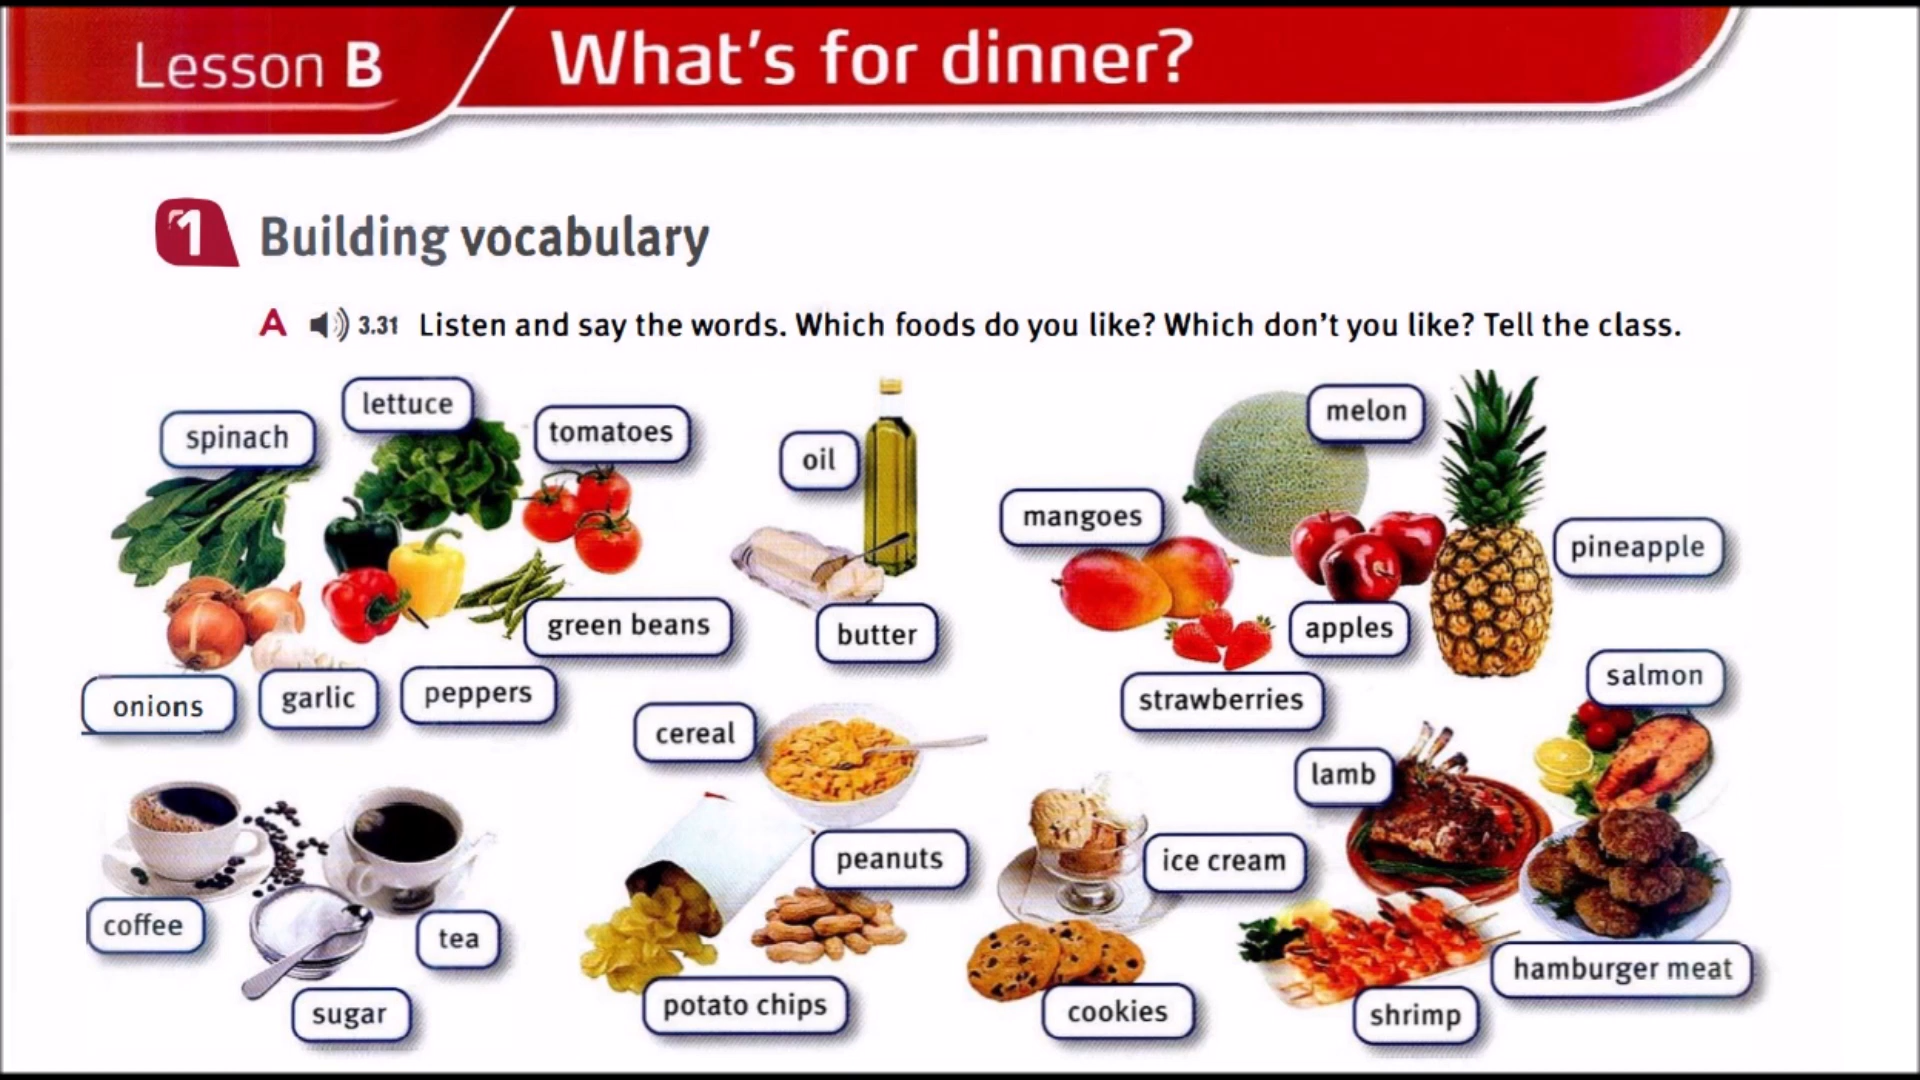 Lesson B
What's for dinner?
1 Building vocabulary
A 3.31 Listen and say the words. Which foods do you like? Which don't you like? Tell the class.
spinach
lettuce
tomatoes
oil
melon
mangoes
pineapple
green beans
butter
apples
onions
garlic
peppers
strawberries
salmon
cereal
lamb
peanuts
ice cream
coffee
tea
hamburger meat
sugar
potato chips
cookies
shrimp